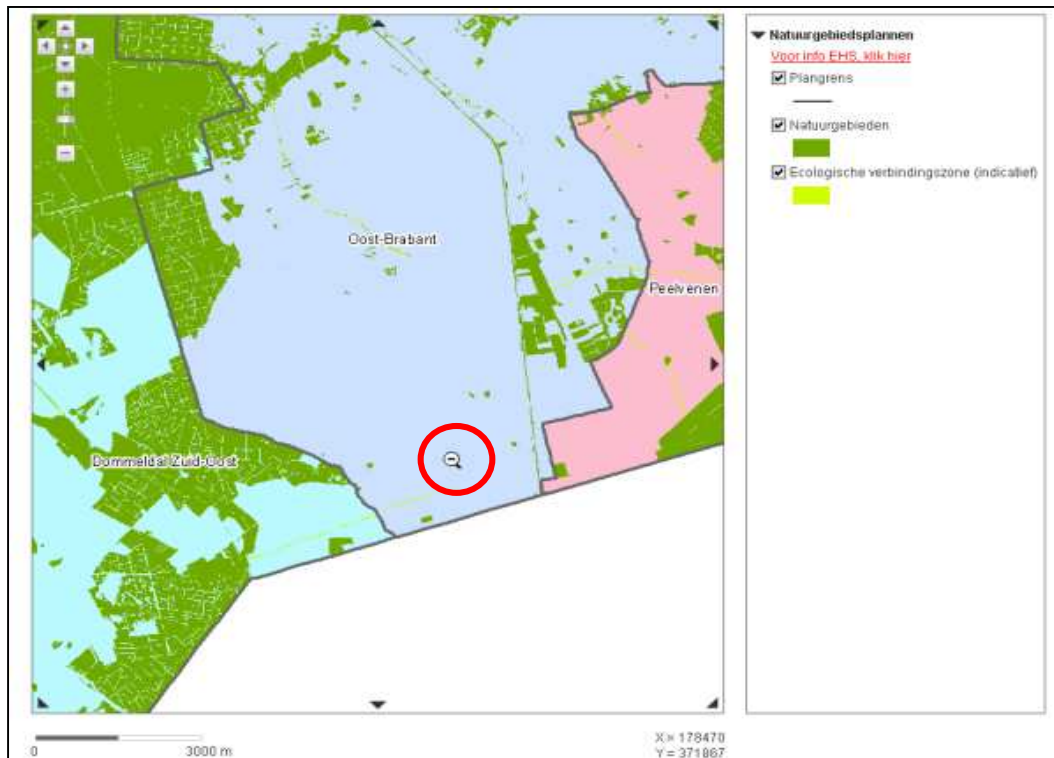 Natuurgebiedsplannen
Voor info EHS, klik hier
Plangrens
Natuurgebieden
Ecologische verbindingszone (indicatief)
Oost-Brabant
Peelvenen
Dommeldal Zuid-Oost
0 3000 m
X = 178470
Y = 371867